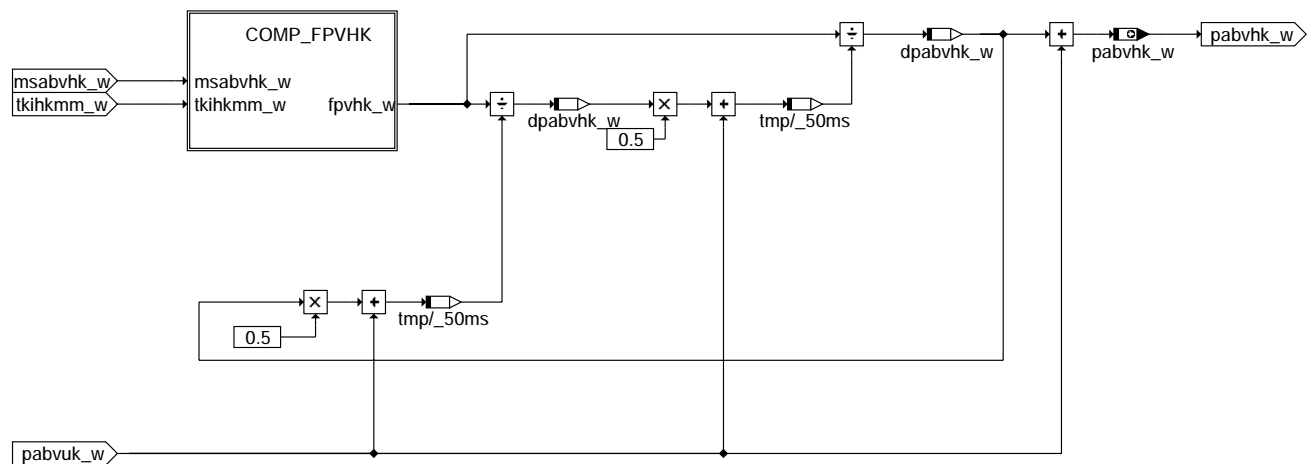 COMP_FPVHK
pabvhk_w
dpabvhk_w
pabvhk_w
msabvhk_w
msabvhk_w
tkihkmm_w
tkihkmm_w
fpvhk_w
dpabvhk_w
tmp/_50ms
0.5
tmp/_50ms
0.5
pabvuk_w